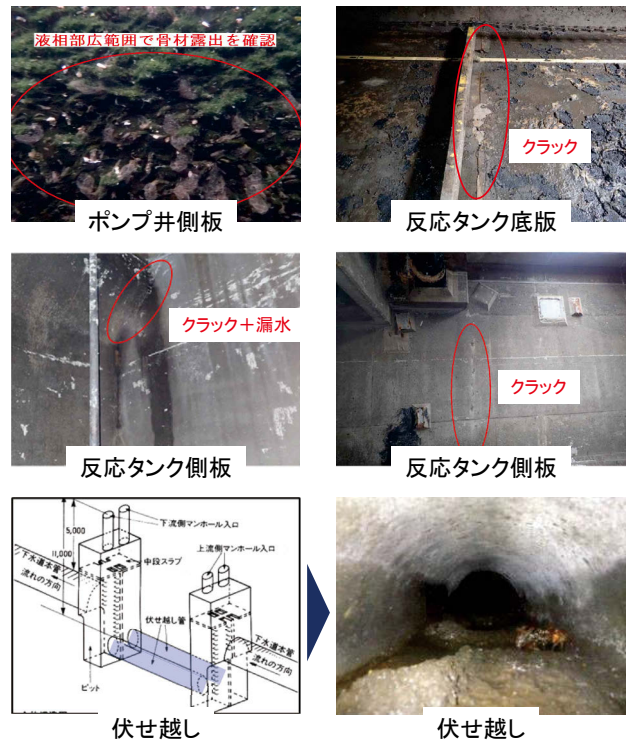 液相部広範囲で骨材露出を確認
ポンプ井側板
クラック
反応タンク底版
クラック＋漏水
反応タンク側板
クラック
反応タンク側板
5,000
11,000
下流側マンホール入口
上流側マンホール入口
中段スラブ
下水道本管
流れの方向
伏せ越し管
下水道本管
流れの方向
ピット
伏せ越し
伏せ越し